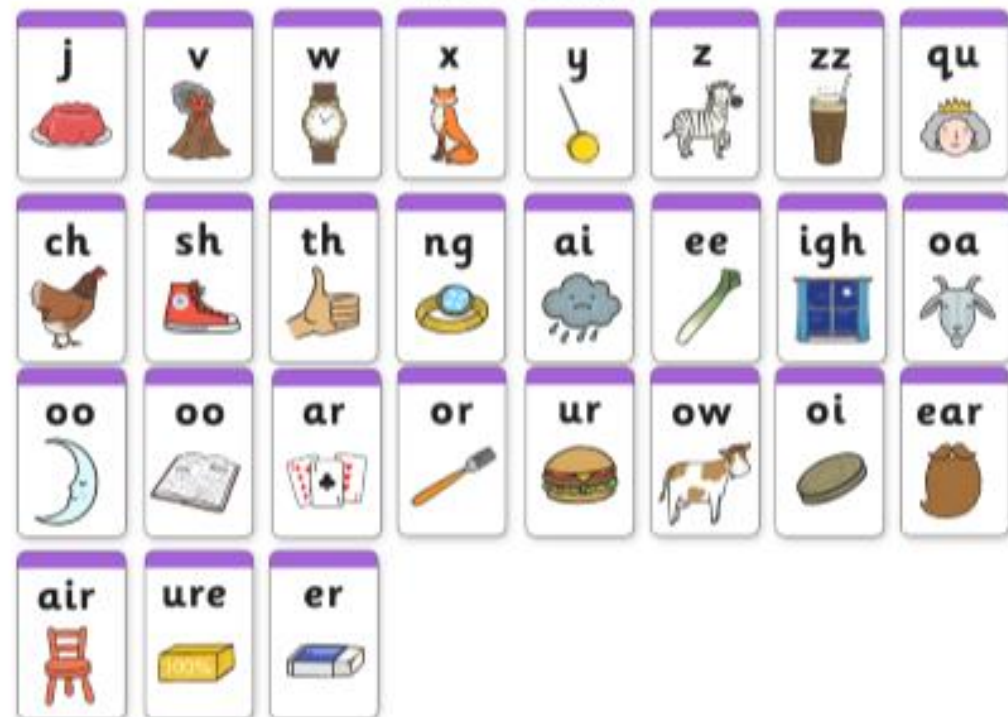 j v w x y z zz qu
ch sh th ng ai ee igh oa
oo oo ar or ur ow oi ear
air ure er
100%